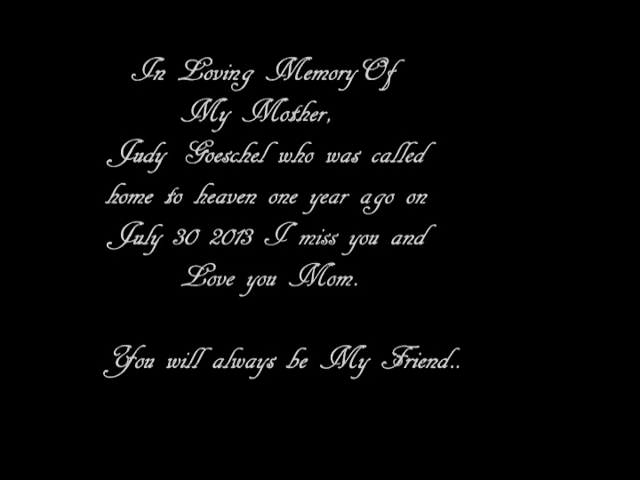 In Loving Memory Of
My Mother,
Judy Goeschel who was called
home to heaven one year ago on
July 30 2013 I miss you and
Love you Mom.
You will always be My Friend..